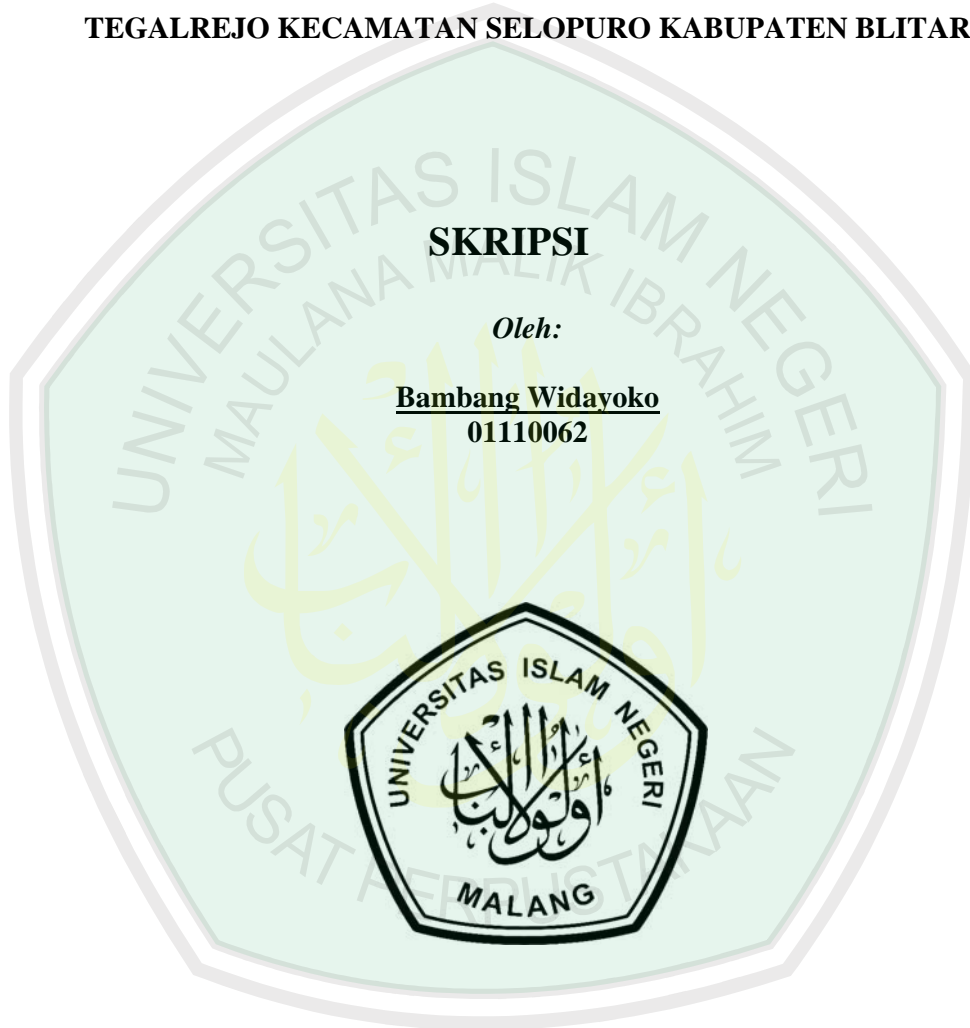 TEGALREJO KECAMATAN SELOPURO KABUPATEN BLITAR
UNIVERSITAS ISLAM NEGERI
MAULANA MALIK IBRAHIM
SKRIPSI
Oleh:
Bambang Widayoko
01110062
UNIVERSITAS ISLAM NEGERI
أولو الألباب
MALANG
PUSAT PERPUSTAKAAN